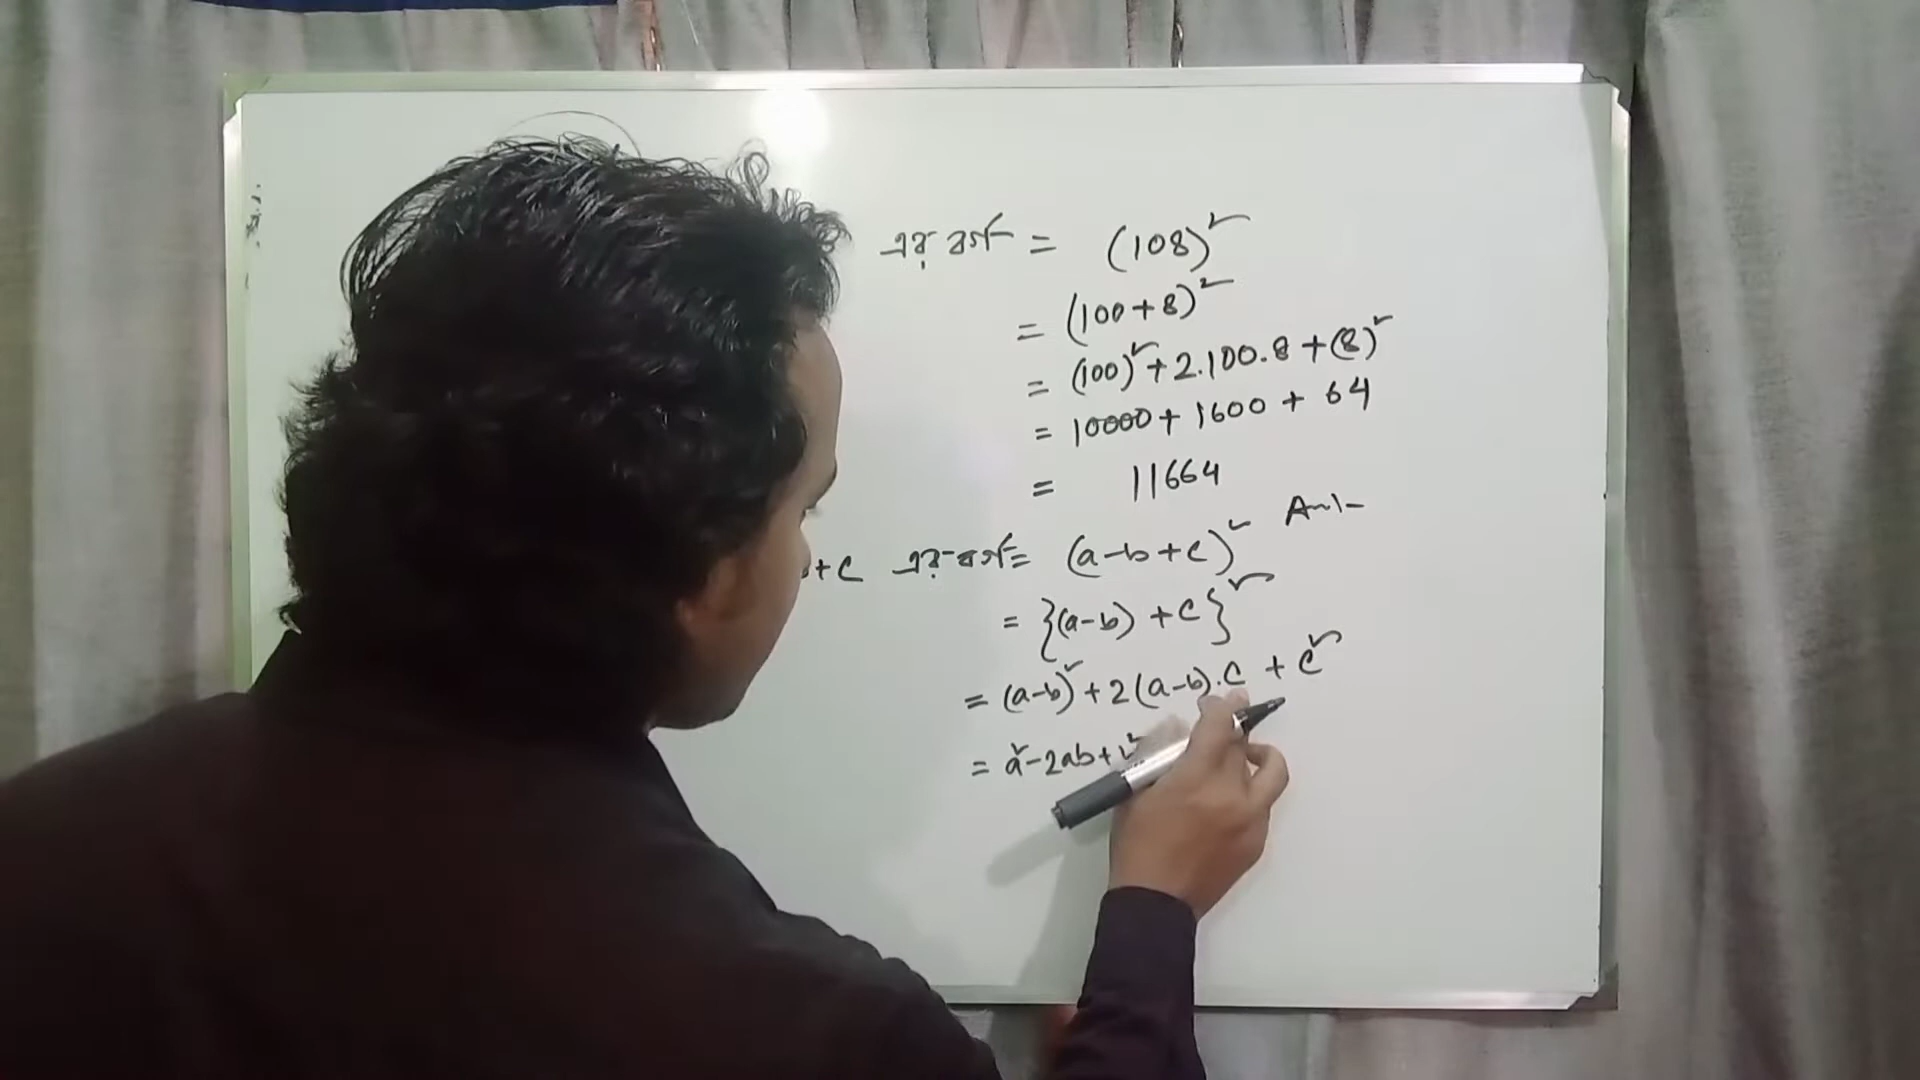 এর বর্গ = (108)²
= (100+8)²
= (100)² + 2.100.8 + (8)²
= 10000 + 1600 + 64
= 11664
Ans
+c এর বর্গ = (a-b+c)²
= {(a-b) + c}²
= (a-b)² + 2(a-b).c + c²
= a² - 2ab +